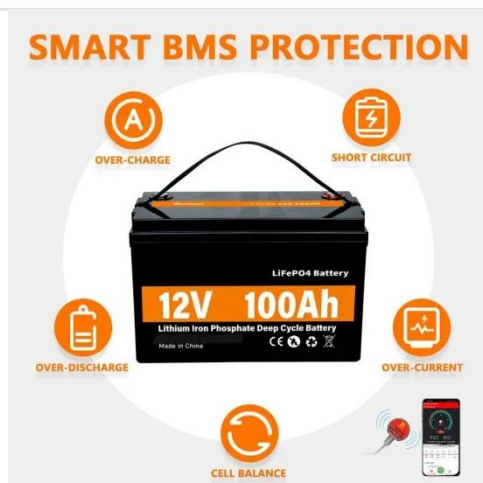 SMART BMS PROTECTION
OVER-CHARGE
SHORT CIRCUIT
LiFePO4 Battery
12V 100Ah
Lithium Iron Phosphate Deep Cycle Battery
Made in China
OVER-DISCHARGE
OVER-CURRENT
CELL BALANCE